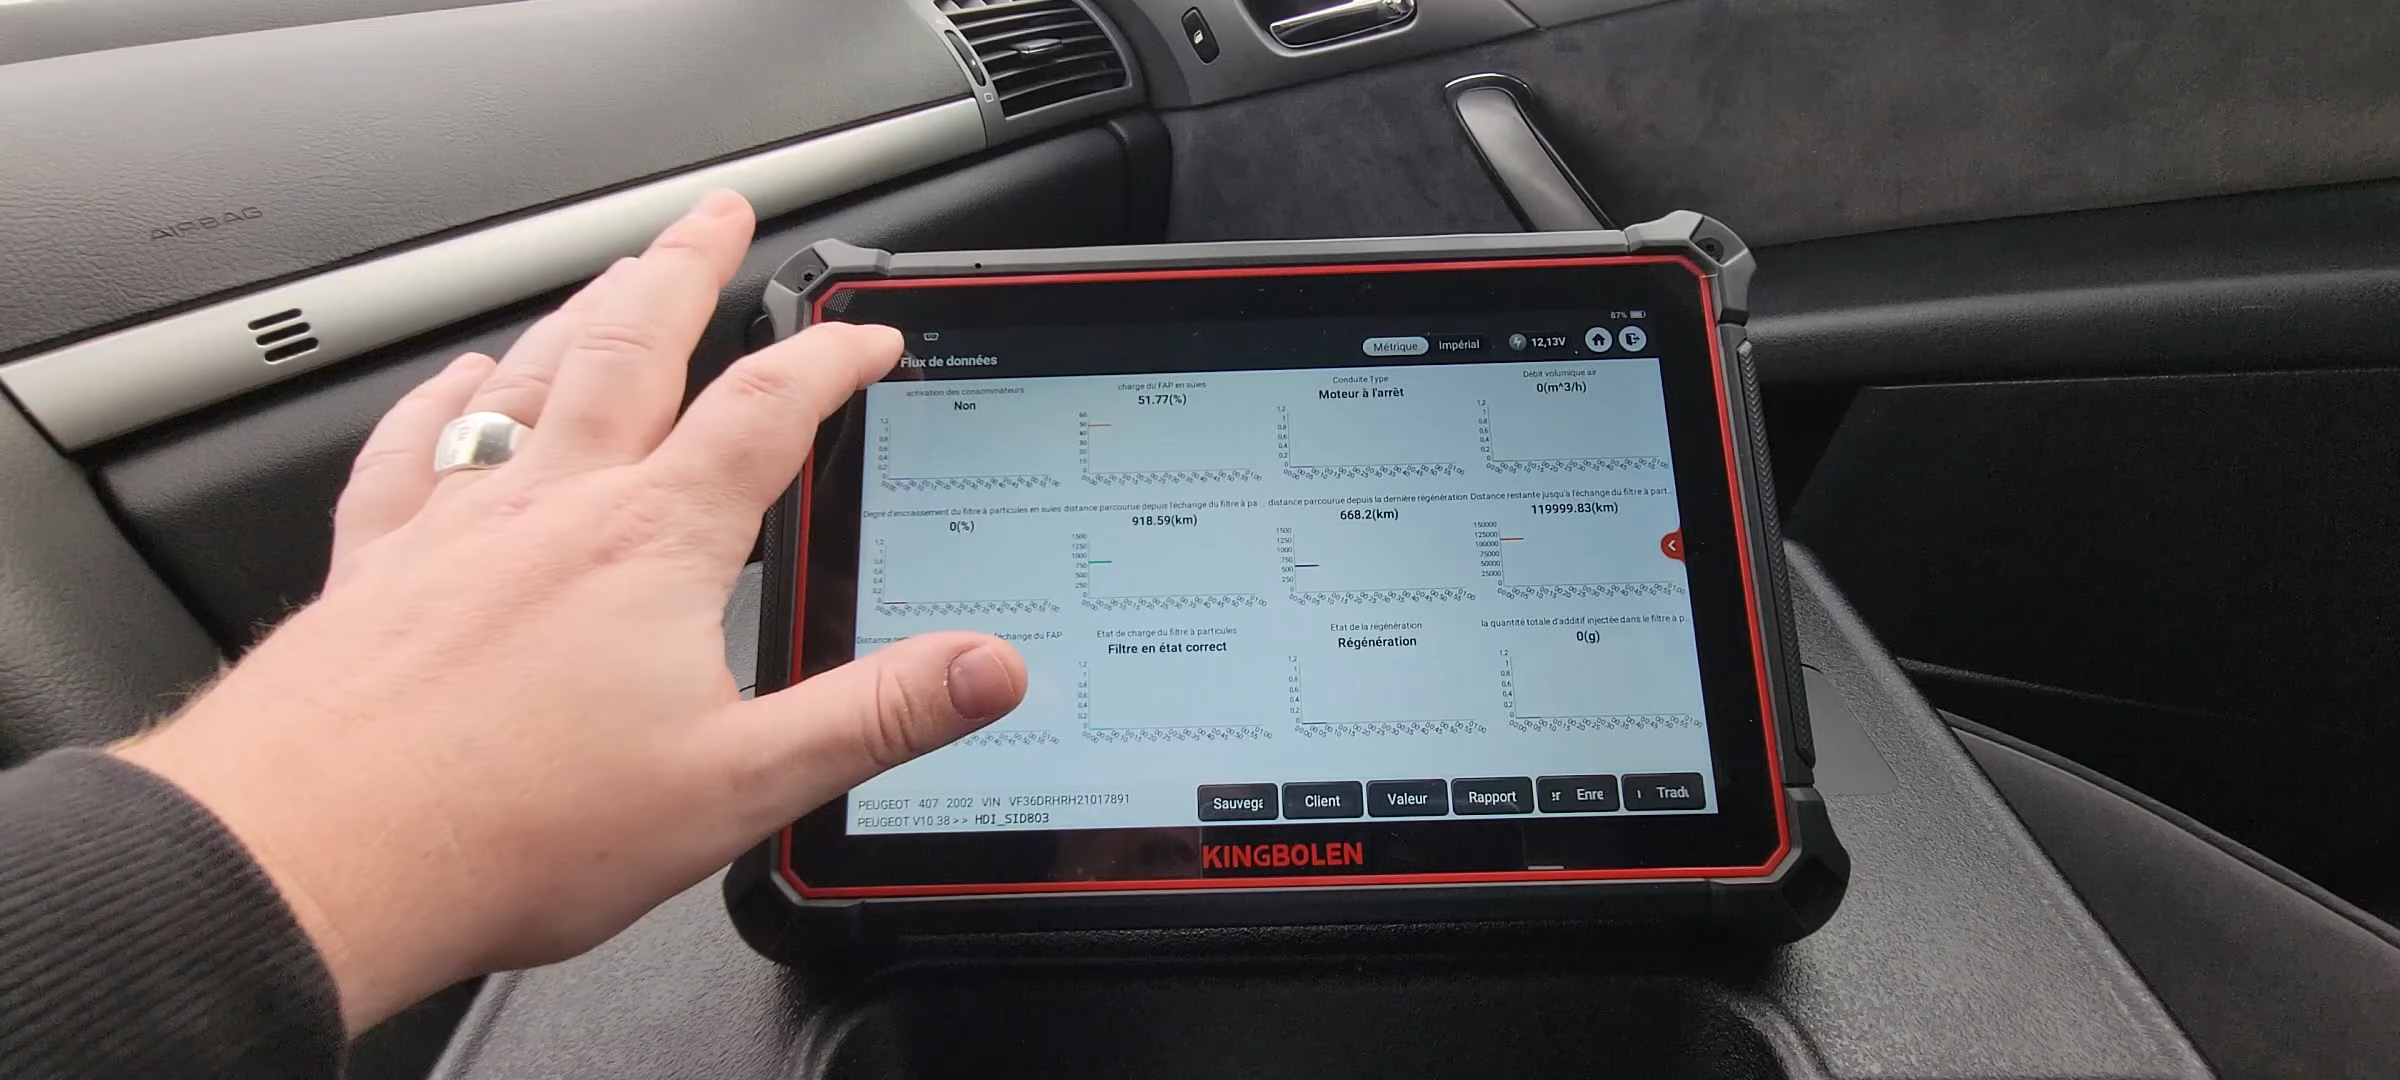 AIRBAG
87%
Flux de données
Métrique Impérial 12,13V
activation des consommateurs
Non
charge du FAP en suies
51.77(%)
Conduite Type
Moteur à l'arrêt
Débit volumique air
0(m^3/h)
Degré d'encrassement du filtre à particules en suies
0(%)
distance parcourue depuis l'échange du filtre à pa...
918.59(km)
distance parcourue depuis la dernière régénération
668.2(km)
Distance restante jusqu'à l'échange du filtre à part...
119999.83(km)
Distance
l'échange du FAP
Etat de charge du filtre à particules
Filtre en état correct
Etat de la régénération
Régénération
la quantité totale d'additif injectée dans le filtre à p...
0(g)
PEUGEOT 407 2002 VIN VF36DRHRH21017891
PEUGEOT V10.38 >> HDI_SID803
Sauvega
Client
Valeur
Rapport
er Enre
Tradu
KINGBOLEN